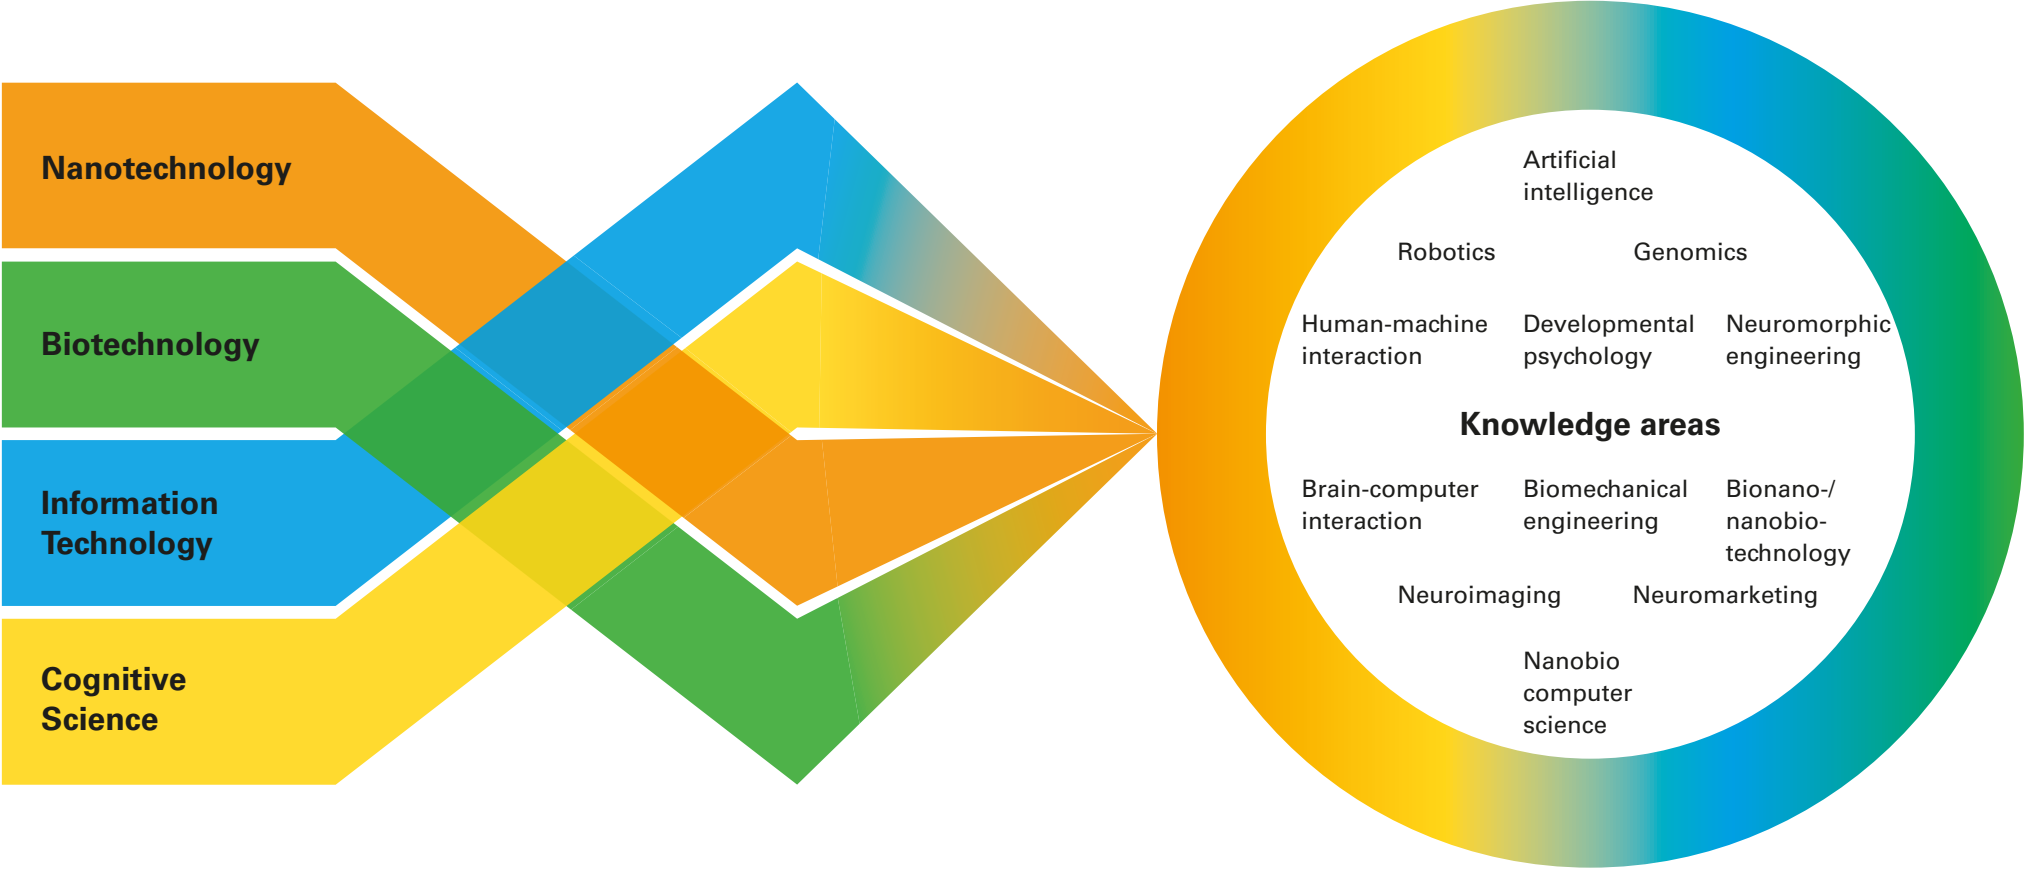 Nanotechnology
Biotechnology
Information
Technology
Cognitive
Science
Artificial
intelligence
Robotics
Genomics
Human-machine
interaction
Developmental
psychology
Neuromorphic
engineering
Knowledge areas
Brain-computer
interaction
Biomechanical
engineering
Bionano-/
nanobio-
technology
Neuroimaging
Neuromarketing
Nanobio
computer
science